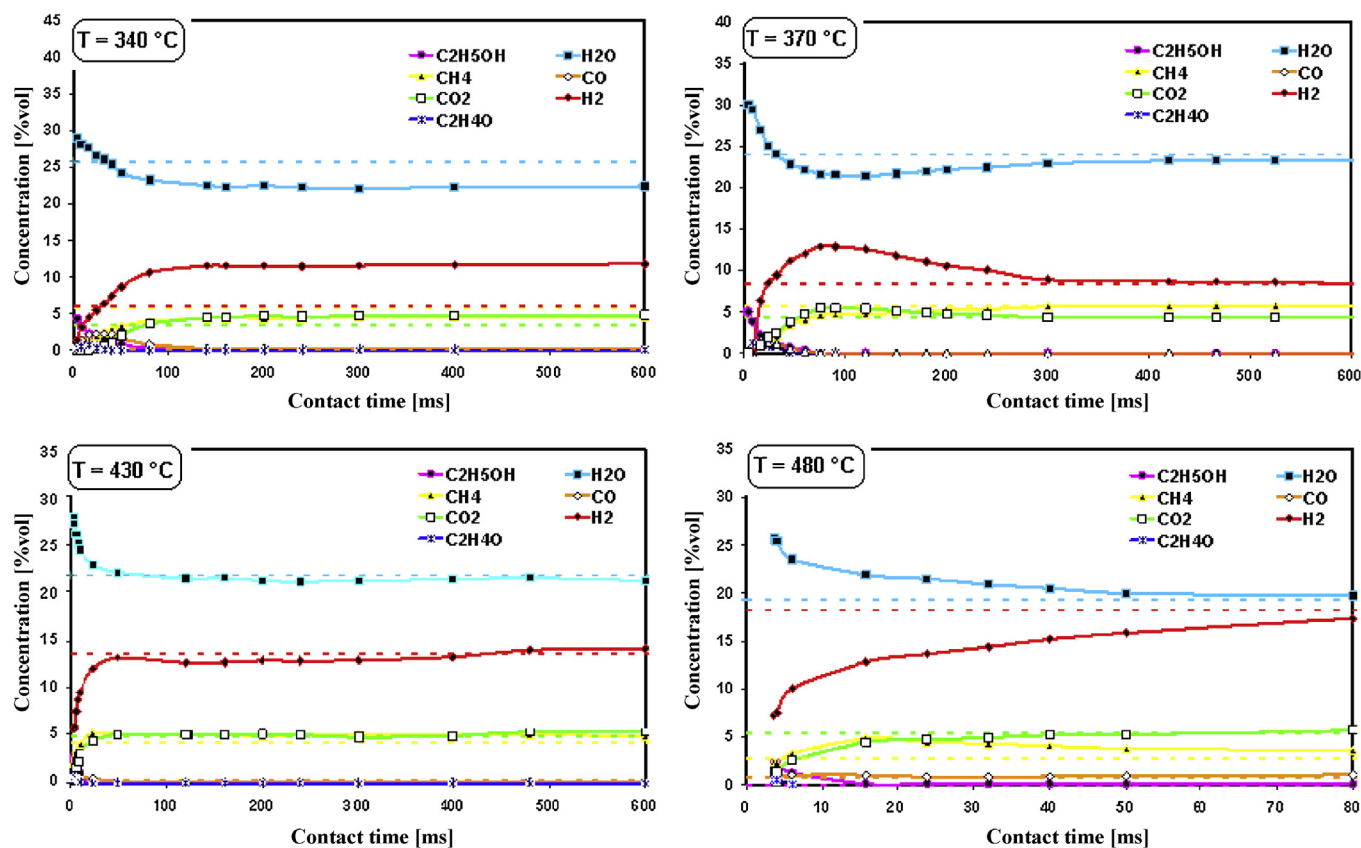 T = 340 °C
C2H5OH
H2O
CH4
CO
CO2
H2
C2H4O
Concentration [%vol]
45
40
35
30
25
20
15
10
5
0
0 100 200 300 400 500 600
Contact time [ms]
T = 370 °C
C2H5OH
H2O
CH4
CO
CO2
H2
C2H4O
Concentration [%vol]
40
35
30
25
20
15
10
5
0
0 100 200 300 400 500 600
Contact time [ms]
T = 430 °C
C2H5OH
H2O
CH4
CO
CO2
H2
C2H4O
Concentration [%vol]
35
30
25
20
15
10
5
0
0 100 200 300 400 500 600
Contact time [ms]
T = 480 °C
C2H5OH
H2O
CH4
CO
CO2
H2
C2H4O
Concentration [%vol]
35
30
25
20
15
10
5
0
0 10 20 30 40 50 60 70 80
Contact time [ms]